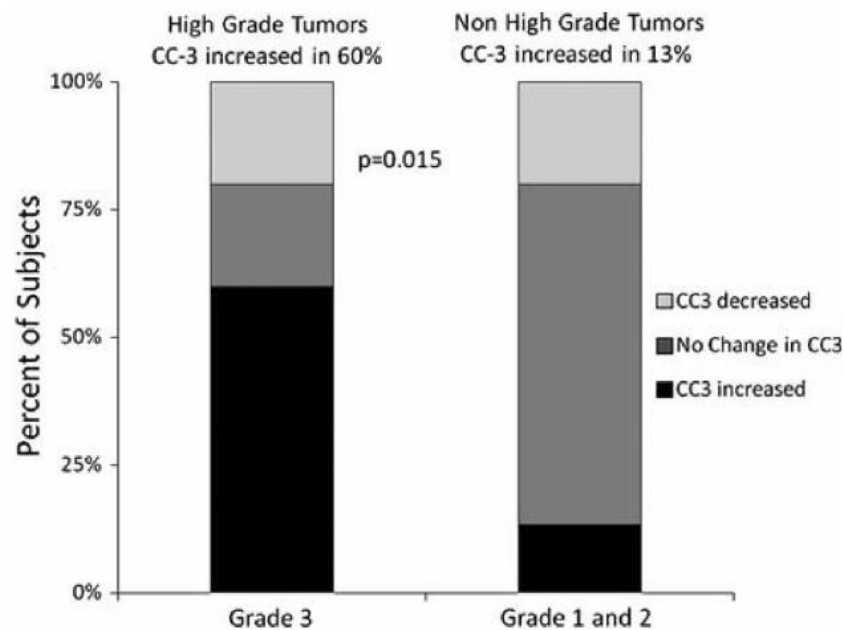 High Grade Tumors
CC-3 increased in 60%
Non High Grade Tumors
CC-3 increased in 13%
100%
75%
50%
25%
0%
Percent of Subjects
p=0.015
CC3 decreased
No Change in CC3
CC3 increased
Grade 3
Grade 1 and 2